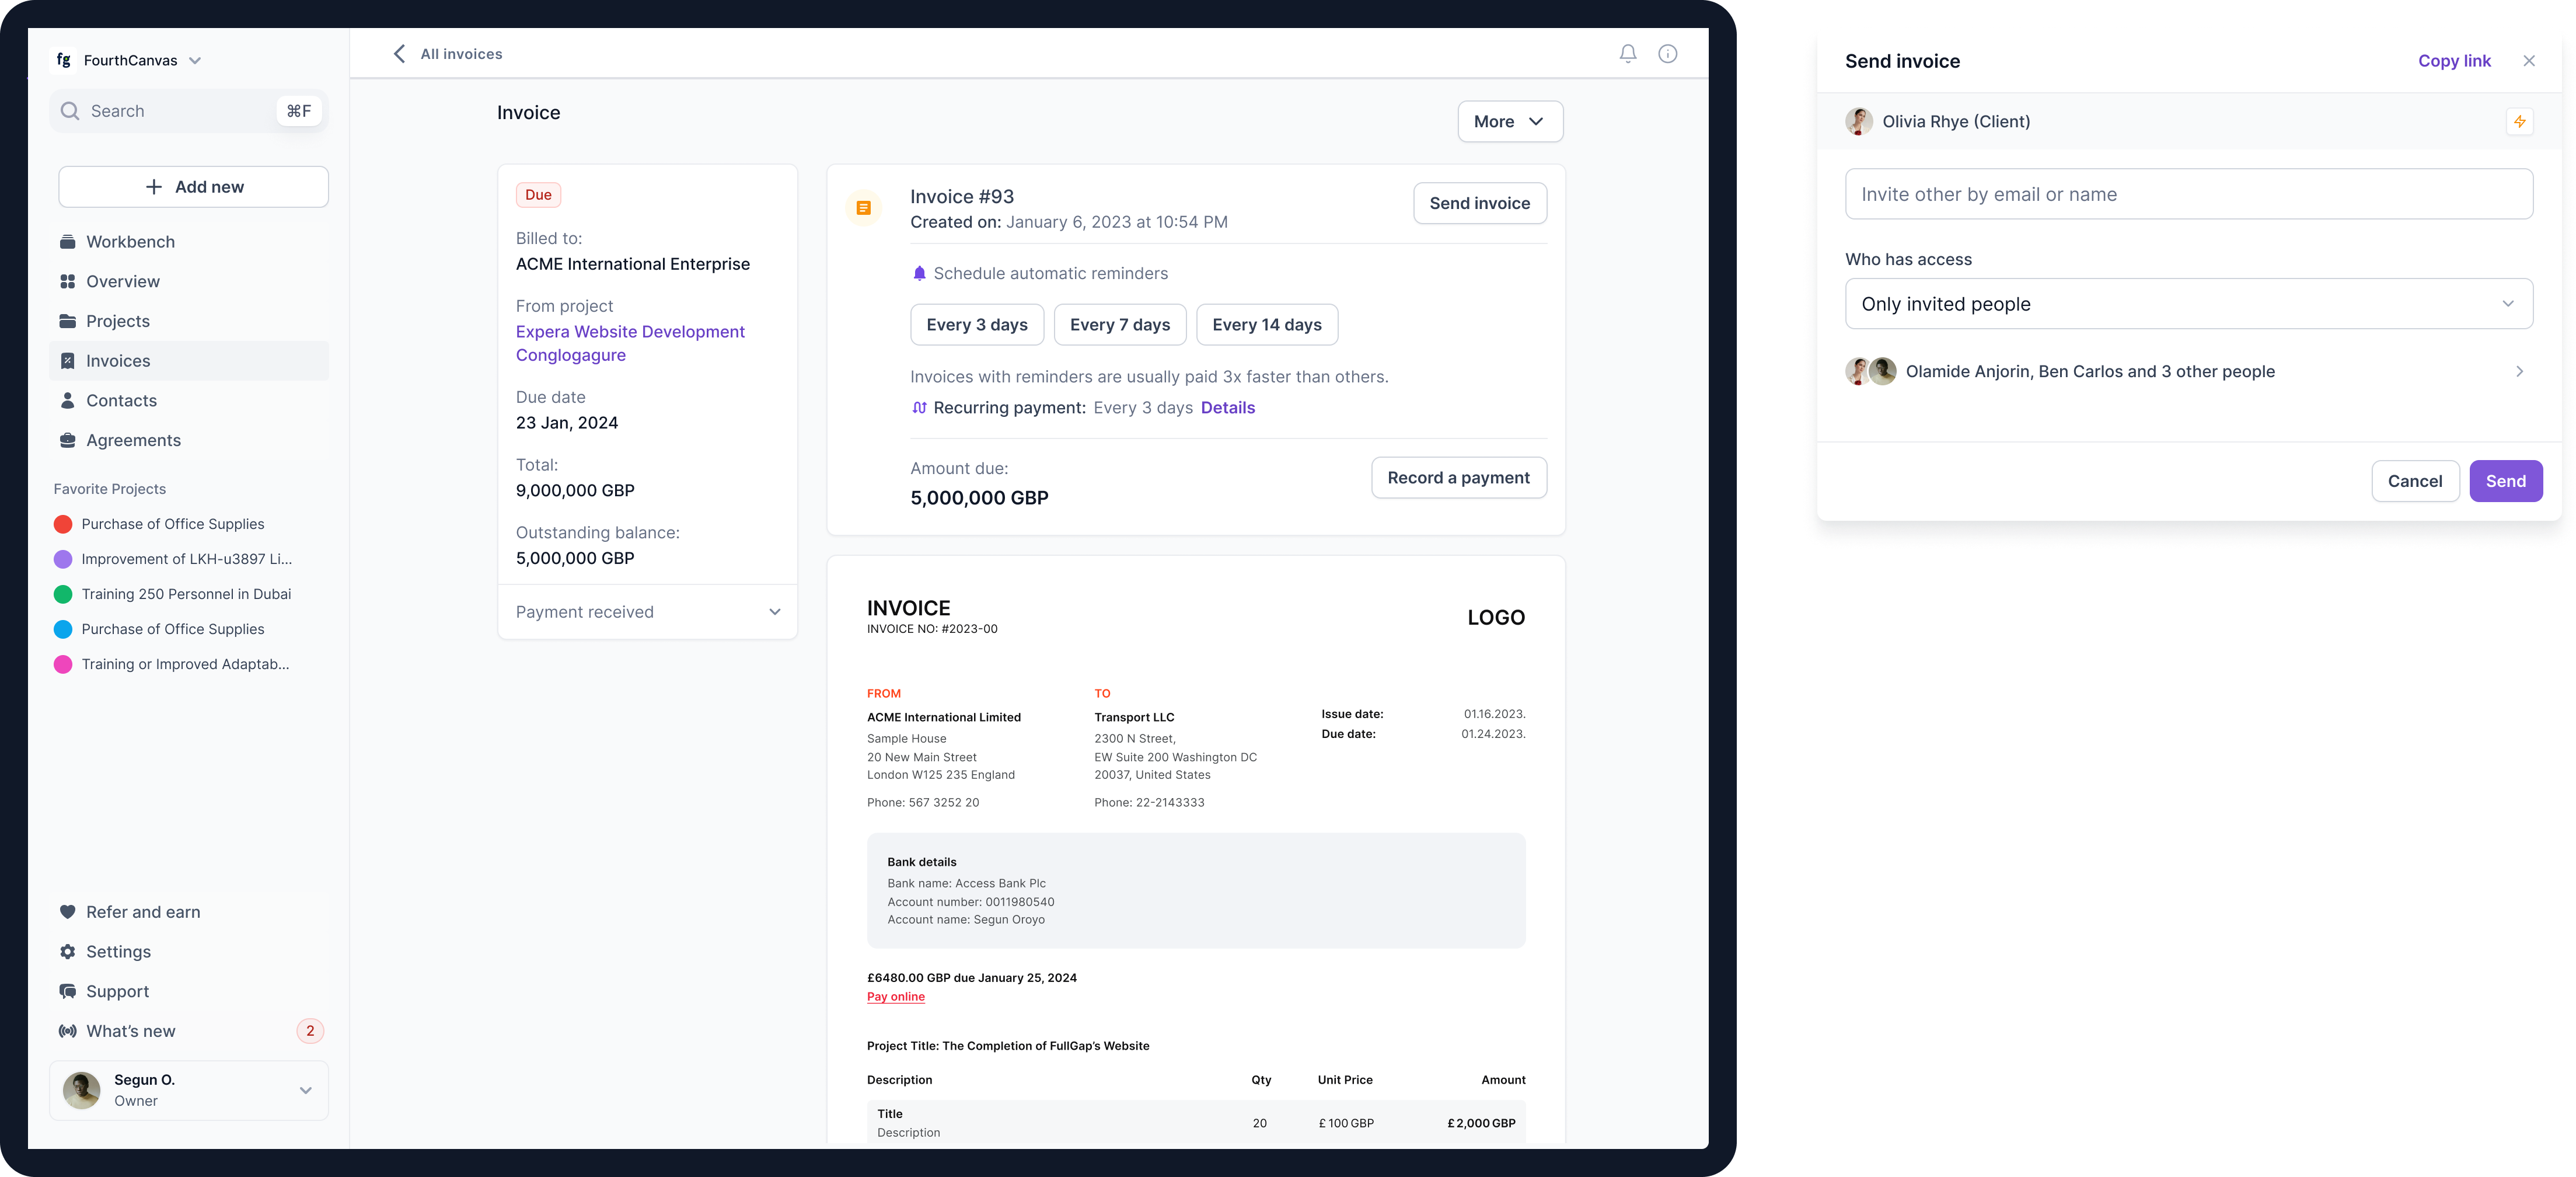 fg FourthCanvas
Search ⌘F
Add new
Workbench
Overview
Projects
Invoices
Contacts
Agreements
Favorite Projects
Purchase of Office Supplies
Improvement of LKH-u3897 Li...
Training 250 Personnel in Dubai
Purchase of Office Supplies
Training or Improved Adaptab...
Refer and earn
Settings
Support
What's new 2
Segun O.
Owner
All invoices
Invoice
More
Due
Billed to:
ACME International Enterprise
From project
Expera Website Development
Conglogagure
Due date
23 Jan, 2024
Total:
9,000,000 GBP
Outstanding balance:
5,000,000 GBP
Payment received
Invoice #93
Created on: January 6, 2023 at 10:54 PM
Send invoice
Schedule automatic reminders
Every 3 days Every 7 days Every 14 days
Invoices with reminders are usually paid 3x faster than others.
Recurring payment: Every 3 days Details
Amount due:
5,000,000 GBP
Record a payment
INVOICE
INVOICE NO: #2023-00
LOGO
FROM
ACME International Limited
Sample House
20 New Main Street
London W125 235 England
Phone: 567 3252 20
TO
Transport LLC
2300 N Street,
EW Suite 200 Washington DC
20037, United States
Phone: 22-2143333
Issue date: 01.16.2023.
Due date: 01.24.2023.
Bank details
Bank name: Access Bank Plc
Account number: 0011980540
Account name: Segun Oroyo
£6480.00 GBP due January 25, 2024
Pay online
Project Title: The Completion of FullGap's Website
Description Qty Unit Price Amount
Title
Description
20 £100 GBP £2,000 GBP
Send invoice Copy link
Olivia Rhye (Client)
Invite other by email or name
Who has access
Only invited people
Olamide Anjorin, Ben Carlos and 3 other people
Cancel Send